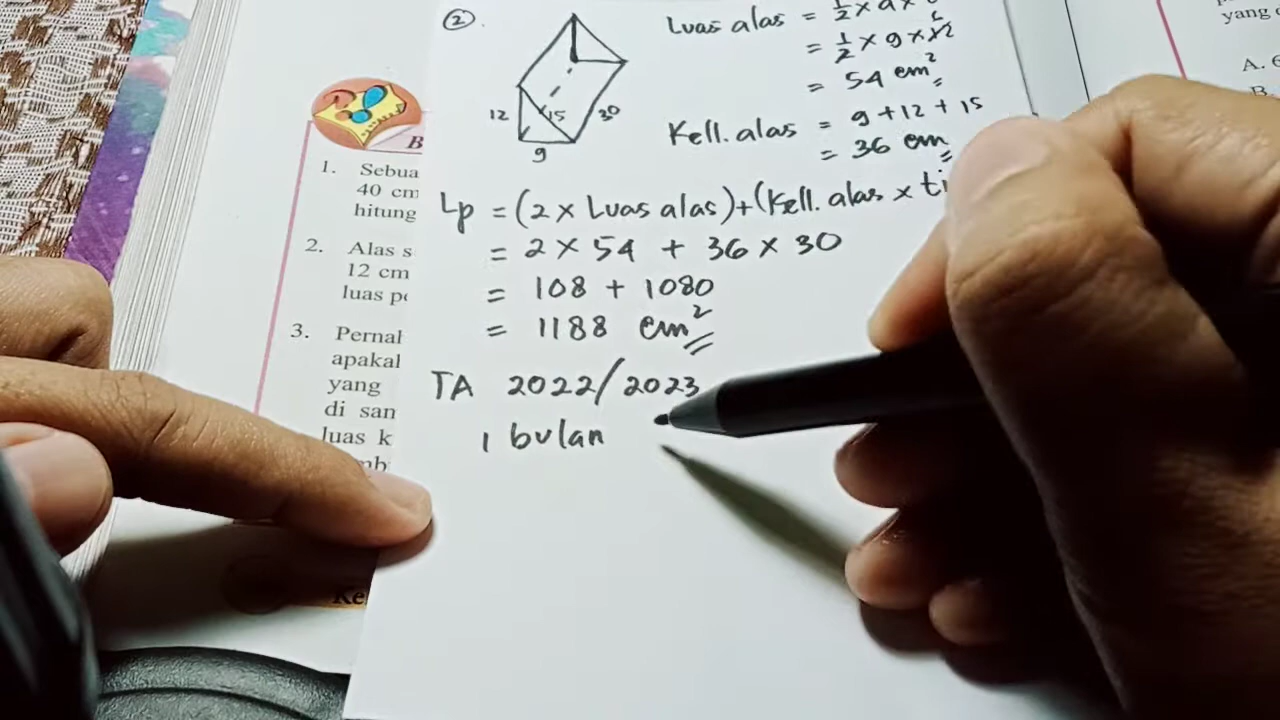 2.
12
15
30
9
Luas alas = 1/2 × a ×
= 1/2 × 9 × 12 6
= 54 cm²
Kell. alas = 9 + 12 + 15
= 36 cm
Lp = (2 × Luas alas) + (Kell. alas × ti
= 2 × 54 + 36 × 30
= 108 + 1080
= 1188 cm²
TA 2022/2023
1 bulan
B
1. Sebua
40 cm
hitung
2. Alas s
12 cm
luas pe
3. Pernal
apakal
yang
di san
luas k
mb
Ke
yang
A.
B.